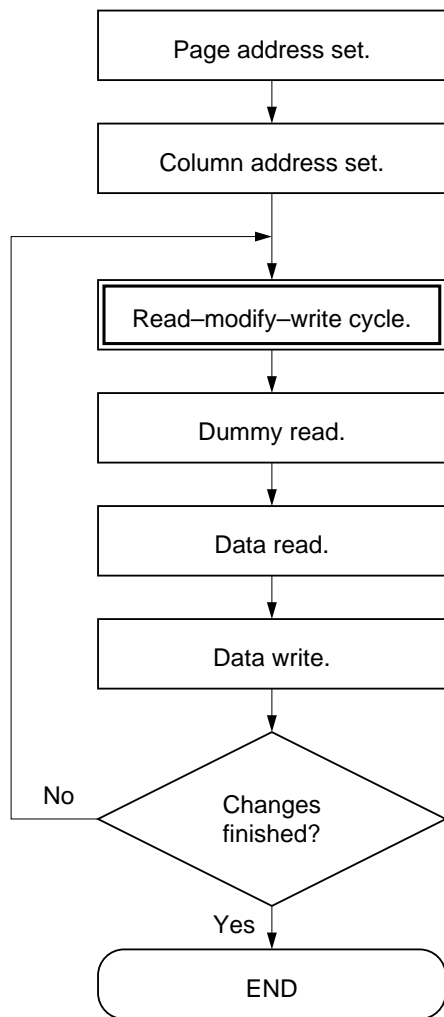 Page address set.
Column address set.
Read–modify–write cycle.
Dummy read.
Data read.
Data write.
No
Changes
finished?
Yes
END